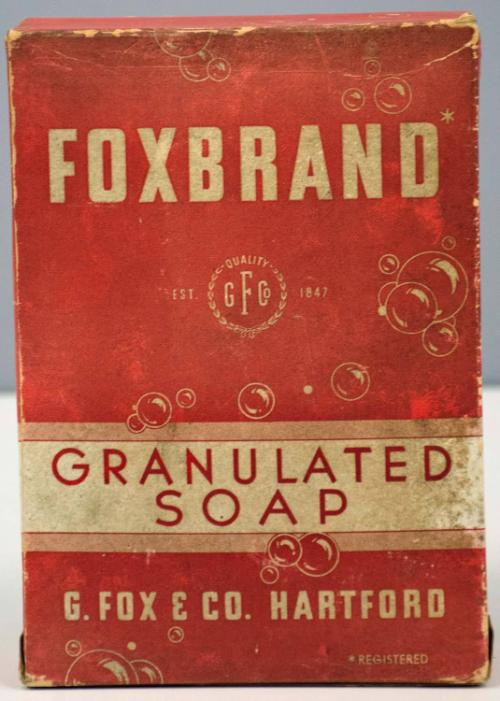 FOXBRAND*
QUALITY
EST. GFCo 1847
GRANULATED
SOAP
G. FOX & CO. HARTFORD
*REGISTERED